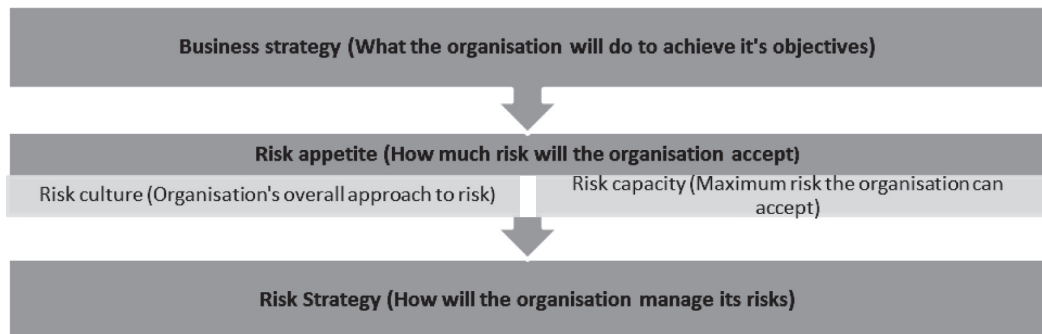 Business strategy (What the organisation will do to achieve it's objectives)
Risk appetite (How much risk will the organisation accept)
Risk culture (Organisation's overall approach to risk)
Risk capacity (Maximum risk the organisation can
accept)
Risk Strategy (How will the organisation manage its risks)